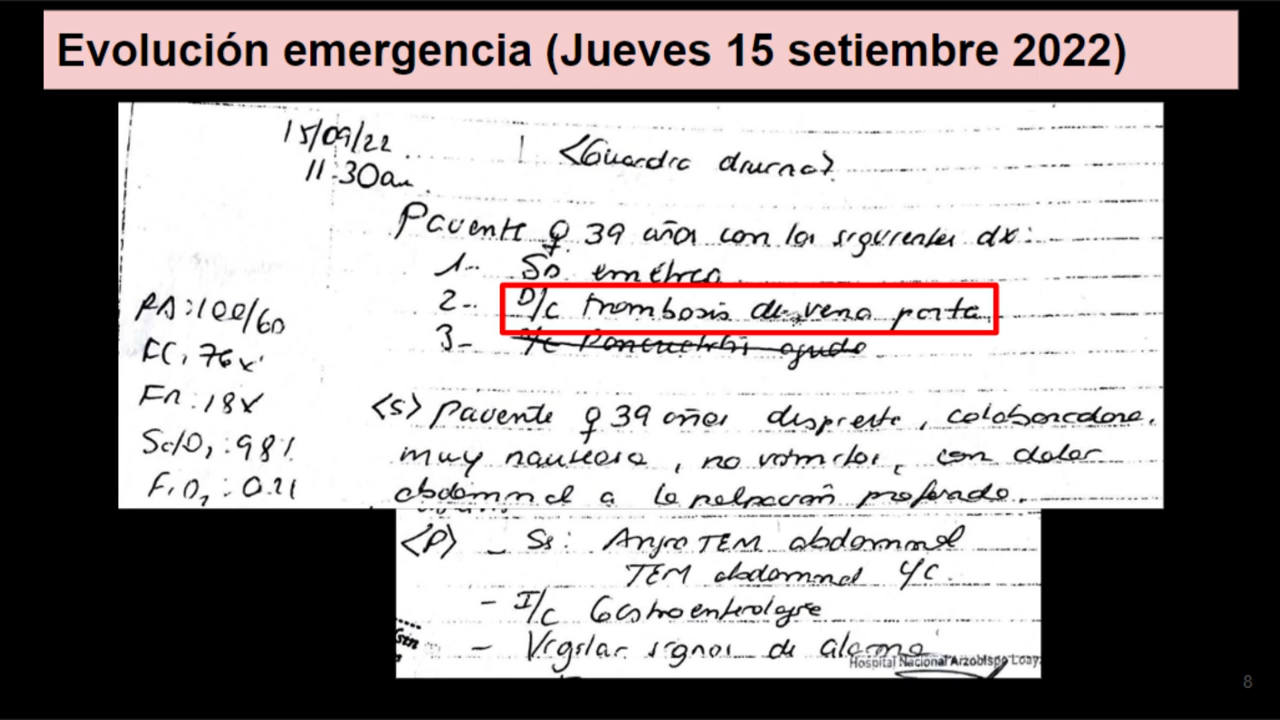 Evolución emergencia (Jueves 15 setiembre 2022)
15/09/22
11:30am
<Guardia diurna>
Paciente ♀ 39 años con los siguientes dx:
1.. Sd emético
2.. D/C trombosis de vena porta
3- D/C Pancreatitis aguda
PA: 100/60
FC: 76x'
FR: 18x
SatO2: 98%
FiO2: 0.21
<S> Paciente ♀ 39 años despierta, colaboradora,
muy nauseosa, no vómitos, con dolor
abdominal a la palpación profunda.
<P> - Ss: AngioTEM abdominal
TEM abdominal c/c.
- I/C Gastroenterología
- Vigilar signos de alarma
Hospital Nacional Arzobispo Loay
8